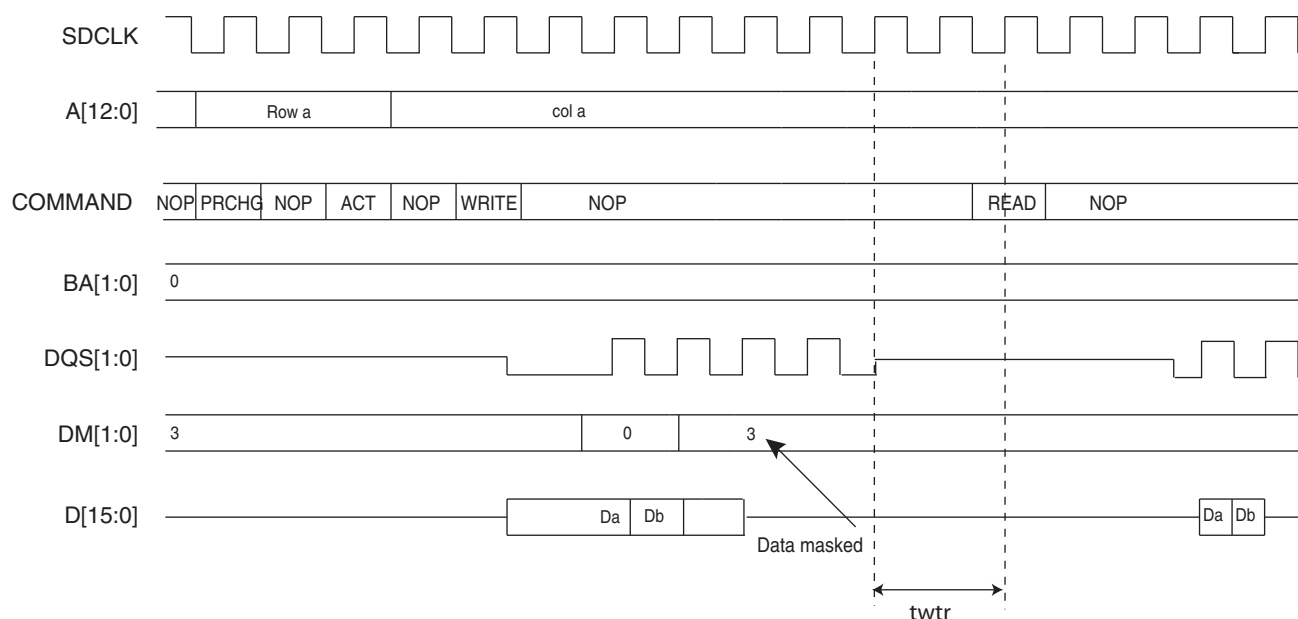 SDCLK
A[12:0] Row a col a
COMMAND NOP PRCHG NOP ACT NOP WRITE NOP READ NOP
BA[1:0] 0
DQS[1:0]
DM[1:0] 3 0 3
D[15:0] Da Db Da Db
Data masked
twtr